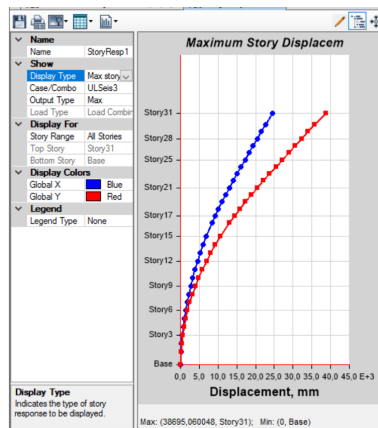 Name
Name StoryResp1
Show
Display Type Max story
Case/Combo ULSeis3
Output Type Max
Load Type Load Combin
Display For
Story Range All Stories
Top Story Story31
Bottom Story Base
Display Colors
Global X Blue
Global Y Red
Legend
Legend Type None
Display Type
Indicates the type of story
response to be displayed.
Maximum Story Displacem
Story31
Story28
Story25
Story21
Story17
Story15
Story12
Story9
Story6
Story3
Base
0,0 5,0 10,0 15,0 20,0 25,0 30,0 35,0 40,0 45,0 E+3
Displacement, mm
Max: (38695,060048, Story31); Min: (0, Base)